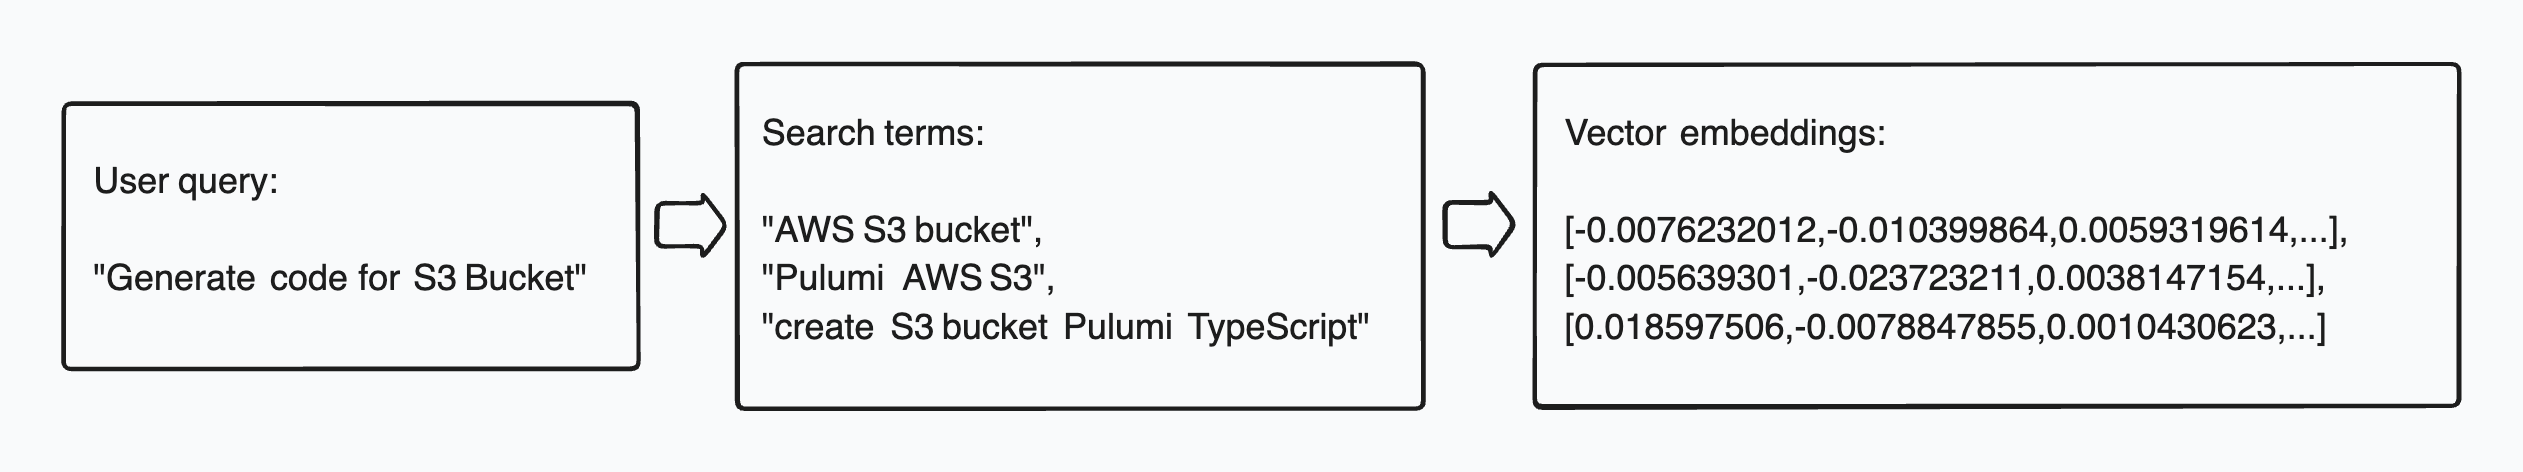 User query:
"Generate code for S3 Bucket"
Search terms:
"AWS S3 bucket",
"Pulumi AWS S3",
"create S3 bucket Pulumi TypeScript"
Vector embeddings:
[-0.0076232012,-0.010399864,0.0059319614,...],
[-0.005639301,-0.023723211,0.0038147154,...],
[0.018597506,-0.0078847855,0.0010430623,...]